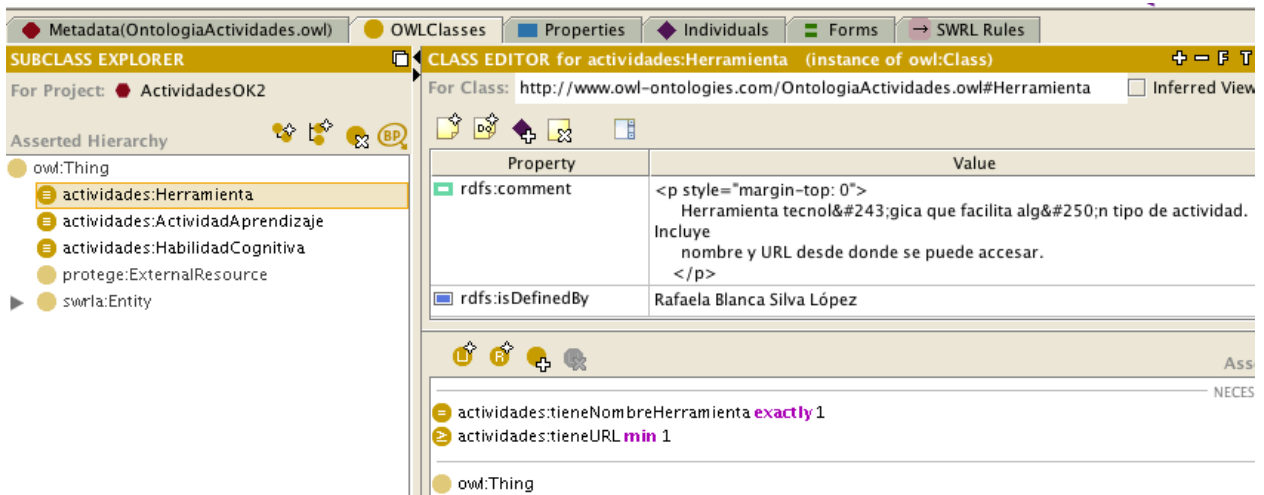 Metadata(OntologiaActividades.owl)
OWLClasses
Properties
Individuals
Forms
SWRL Rules
SUBCLASS EXPLORER
For Project: ActividadesOK2
Asserted Hierarchy
owl:Thing
actividades:Herramienta
actividades:ActividadAprendizaje
actividades:HabilidadCognitiva
protege:ExternalResource
swrla:Entity
CLASS EDITOR for actividades:Herramienta (instance of owl:Class)
F T
For Class: http://www.owl-ontologies.com/OntologiaActividades.owl#Herramienta
Inferred View
Property Value
rdfs:comment
<p style="margin-top: 0">
Herramienta tecnol&#243;gica que facilita alg&#250;n tipo de actividad.
Incluye
nombre y URL desde donde se puede accesar.
</p>
rdfs:isDefinedBy Rafaela Blanca Silva López
Asse
NECES
actividades:tieneNombreHerramienta exactly 1
actividades:tieneURL min 1
owl:Thing